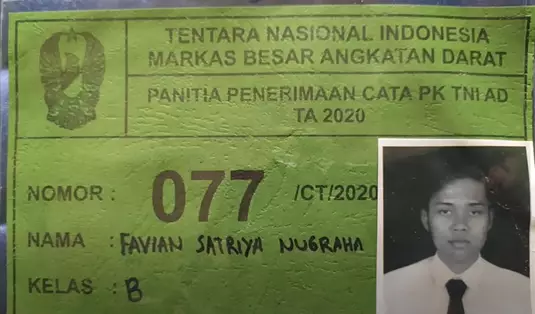 TENTARA NASIONAL INDONESIA
MARKAS BESAR ANGKATAN DARAT
PANITIA PENERIMAAN CATA PK TNI AD
TA 2020
NOMOR : 077 /CT/2020
NAMA : FAVIAN SATRIYA NUGRAHA
KELAS : B